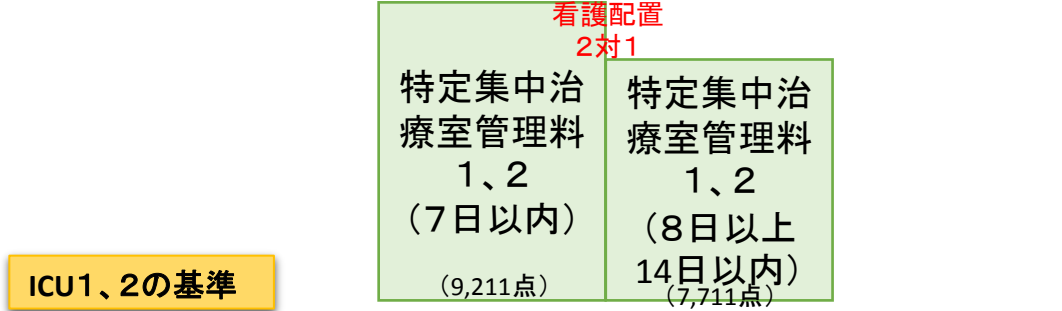 看護配置
２対１
特定集中治
療室管理料
１、２
（７日以内）
（9,211点）
特定集中治
療室管理料
１、２
（８日以上
14日以内）
（7,711点）
ICU１、２の基準